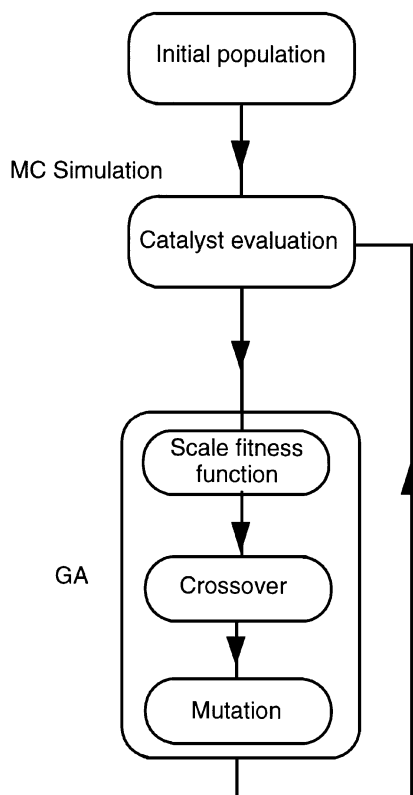 Initial population
MC Simulation
Catalyst evaluation
Scale fitness
function
GA
Crossover
Mutation